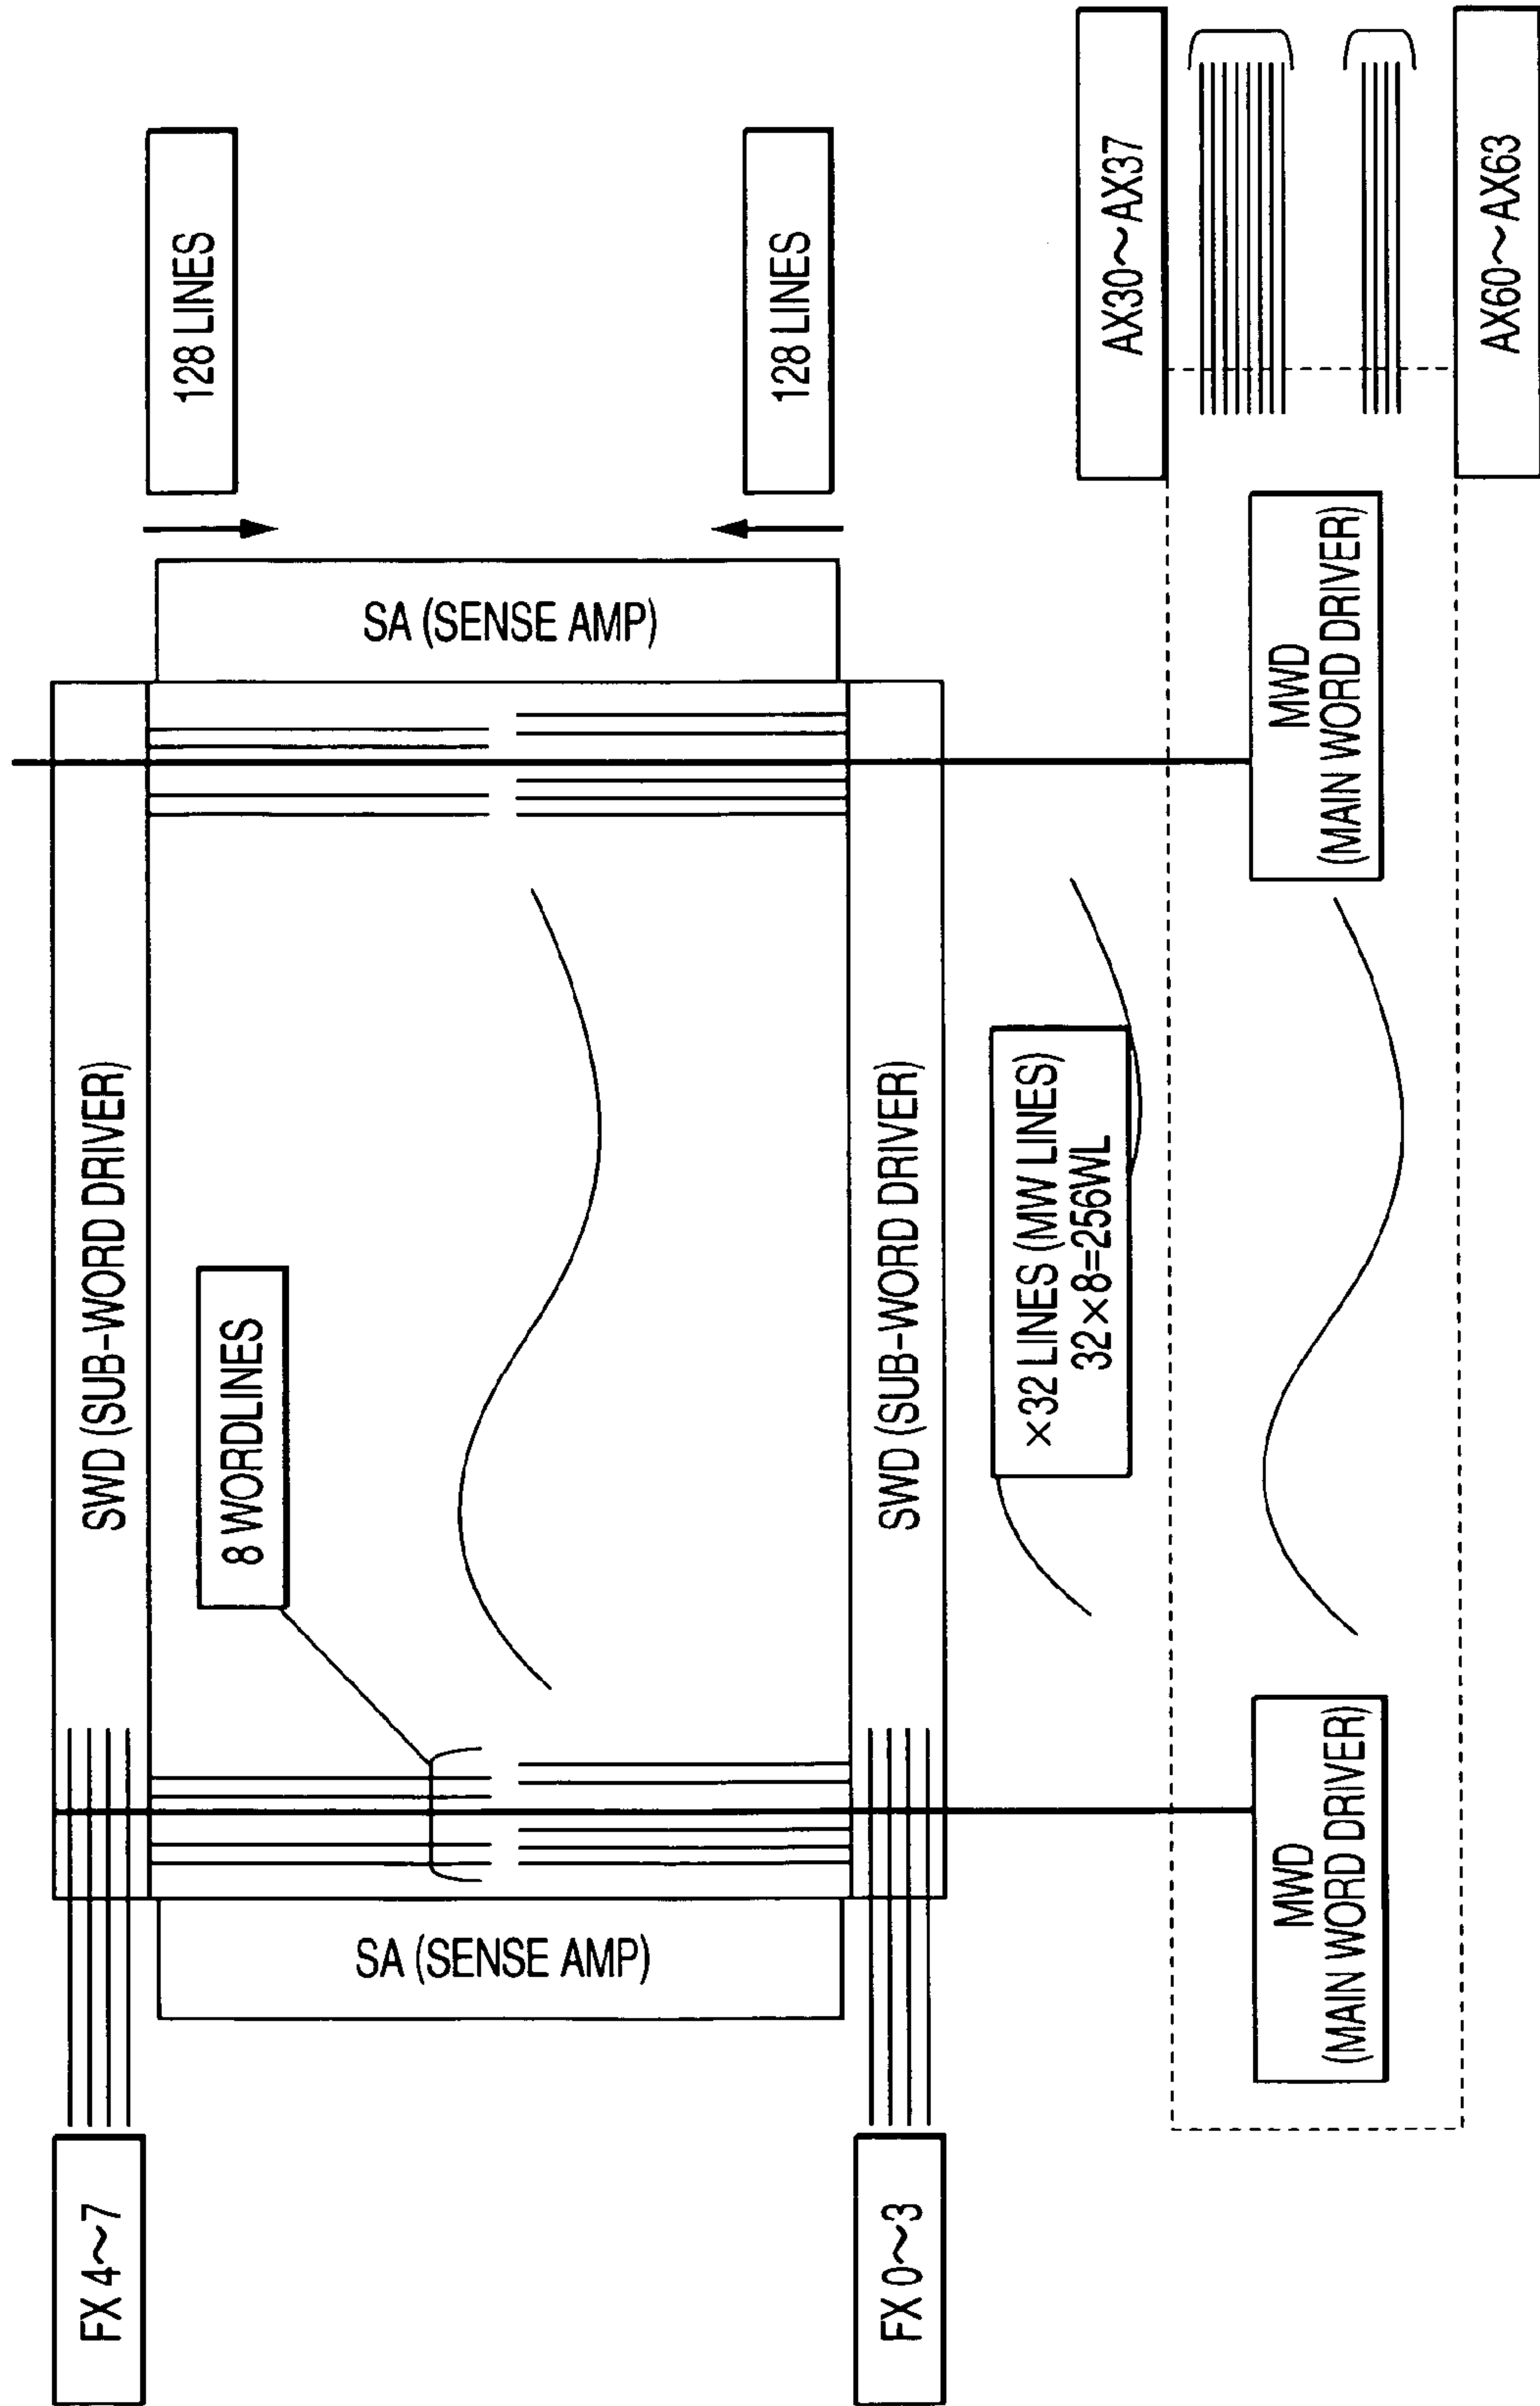 FX 4~7
SWD (SUB-WORD DRIVER)
128 LINES
8 WORDLINES
SA (SENSE AMP)
SA (SENSE AMP)
128 LINES
FX 0~3
SWD (SUB-WORD DRIVER)
×32 LINES (MW LINES)
32×8=256WL
AX30~AX37
MWD
(MAIN WORD DRIVER)
MWD
(MAIN WORD DRIVER)
AX60~AX63